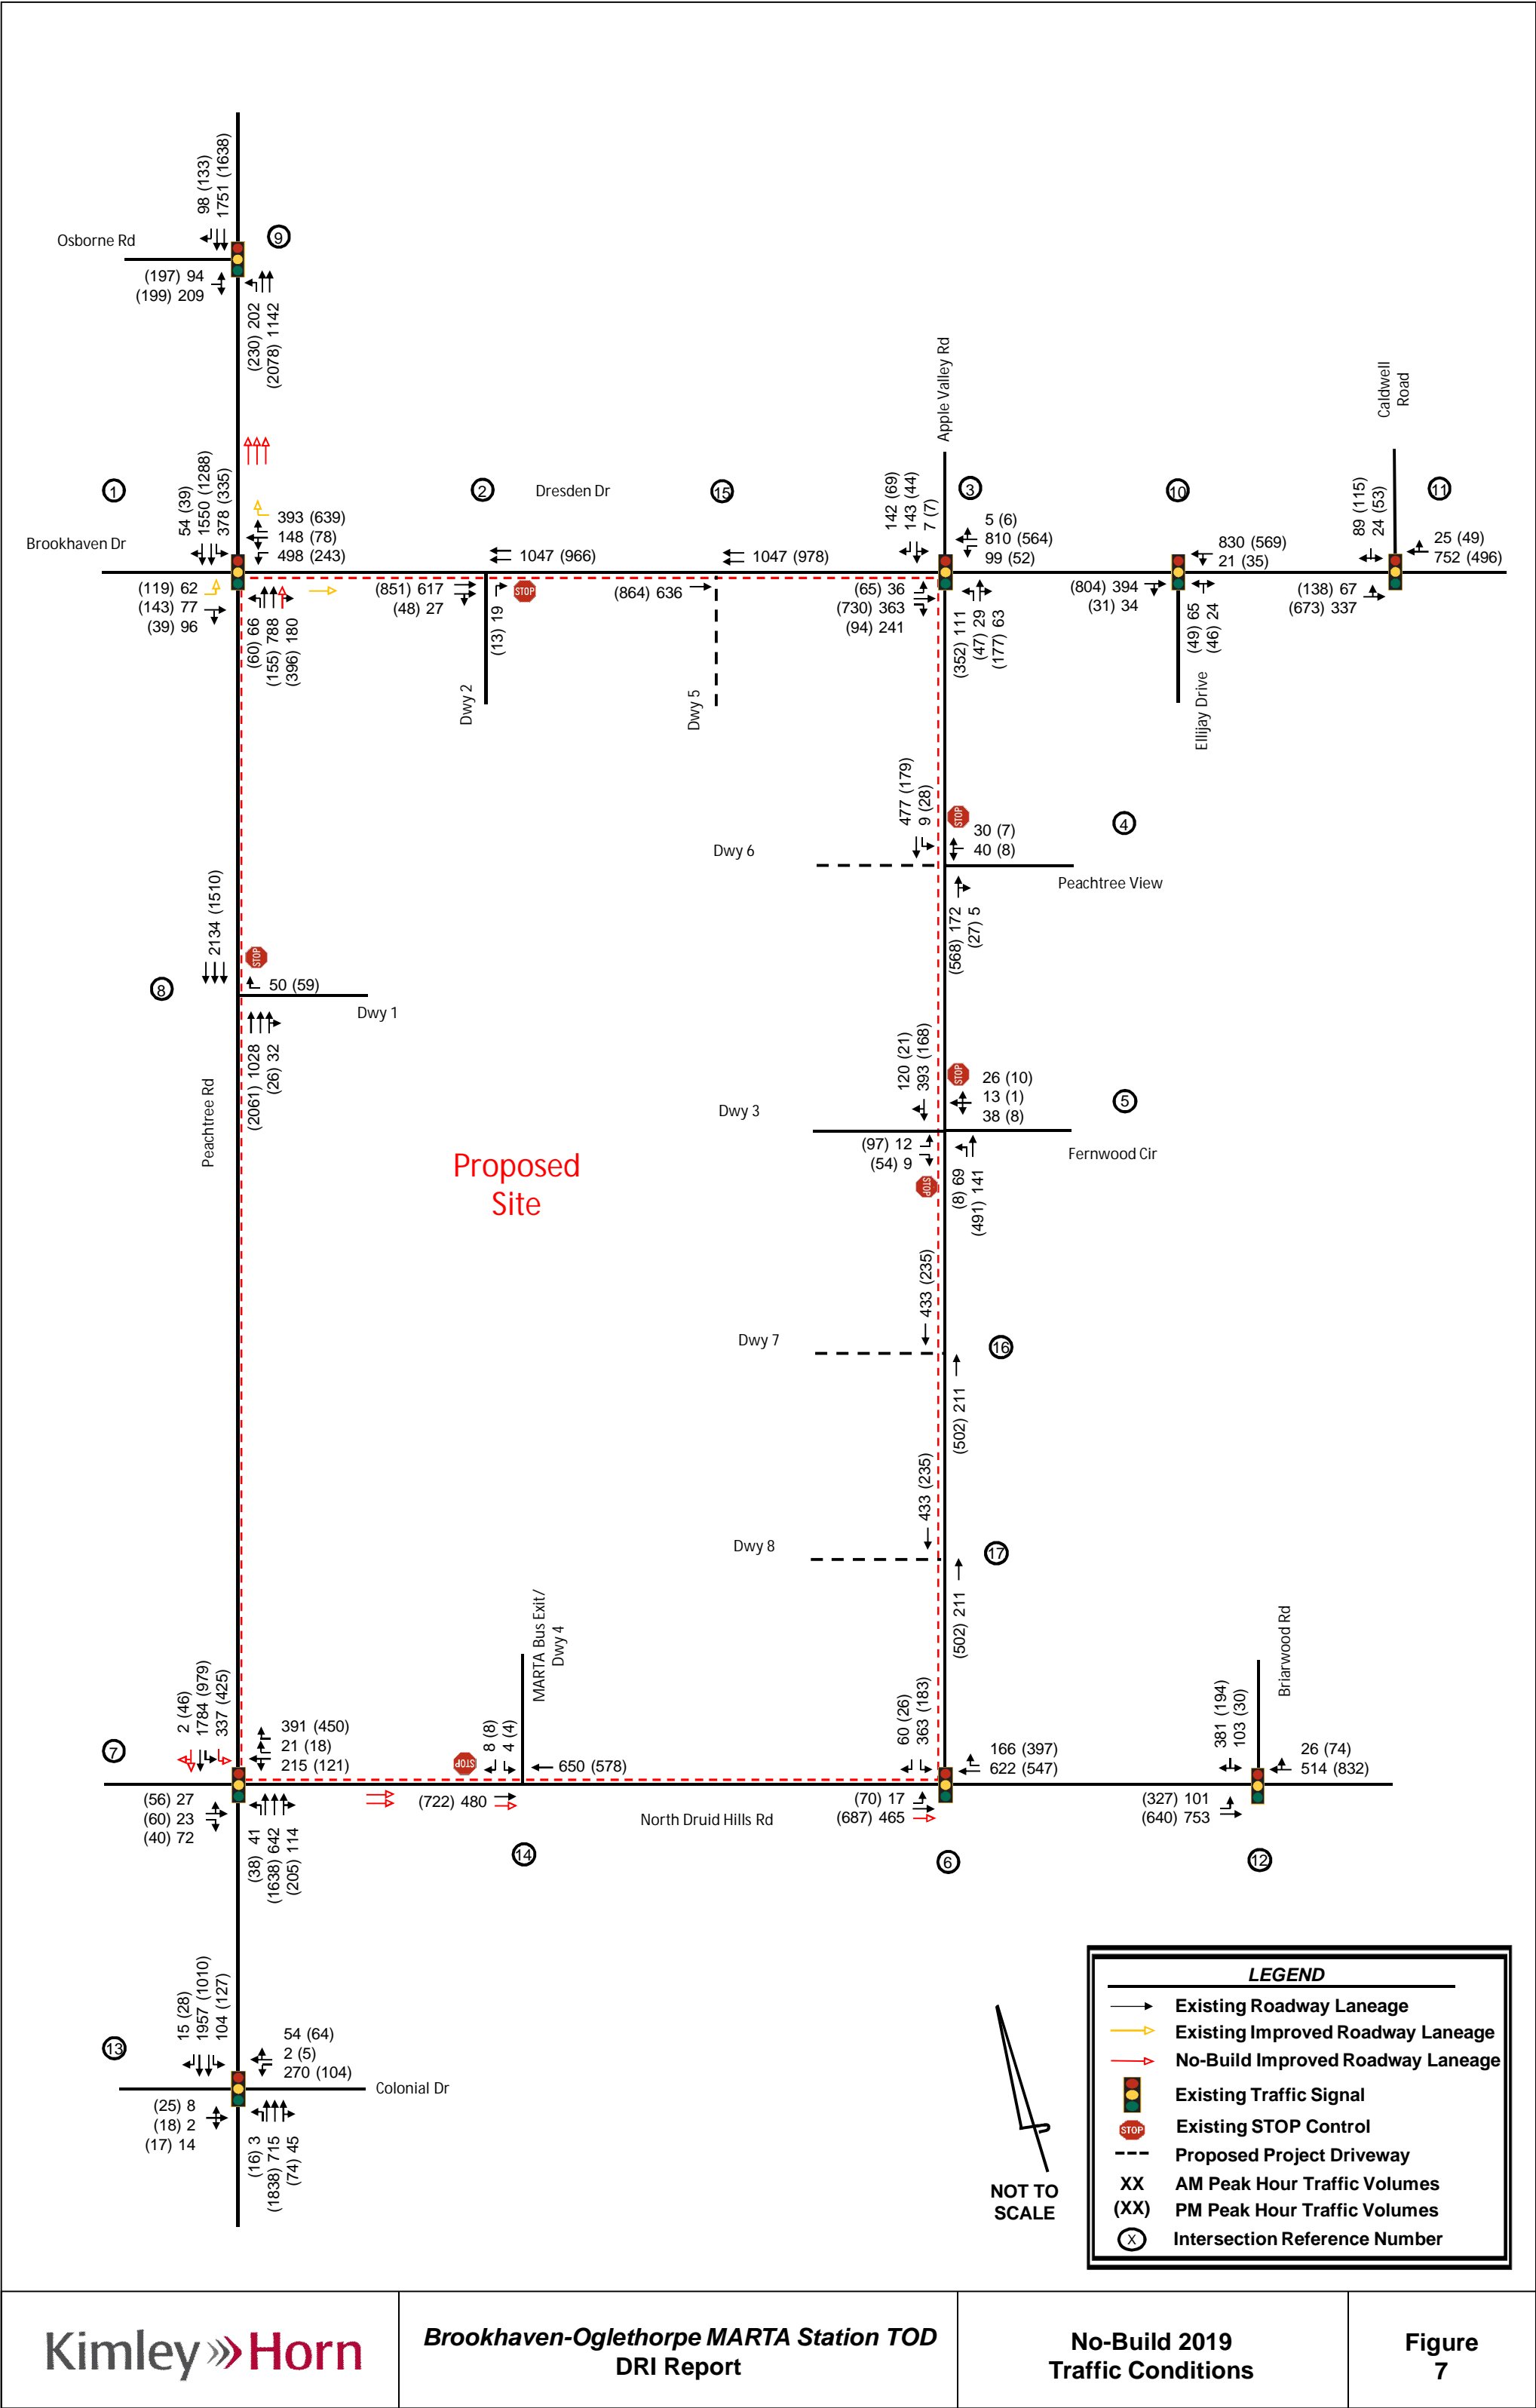 98 (133)
1751 (1638)
Osborne Rd
9
(197) 94
(199) 209
(230) 202
(2078) 1142
Apple Valley Rd
Caldwell
Road
1
54 (39)
1550 (1288)
378 (335)
2
Dresden Dr
15
142 (69)
143 (44)
7 (7)
3
10
89 (115)
24 (53)
11
Brookhaven Dr
393 (639)
148 (78)
498 (243)
1047 (966)
1047 (978)
5 (6)
810 (564)
99 (52)
830 (569)
21 (35)
25 (49)
752 (496)
(119) 62
(143) 77
(39) 96
(60) 66
(155) 788
(396) 180
(851) 617
(48) 27
STOP
(13) 19
(864) 636
(65) 36
(730) 363
(94) 241
(352) 111
(47) 29
(177) 63
(804) 394
(31) 34
(49) 65
(46) 24
(138) 67
(673) 337
Dwy 2
Dwy 5
Ellijay Drive
477 (179)
9 (28)
STOP
30 (7)
40 (8)
4
Dwy 6
Peachtree View
(568) 172
(27) 5
2134 (1510)
STOP
8
50 (59)
Dwy 1
(2061) 1028
(26) 32
Peachtree Rd
120 (21)
393 (168)
STOP
26 (10)
13 (1)
38 (8)
5
Dwy 3
(97) 12
(54) 9
STOP
Fernwood Cir
(8) 69
(491) 141
Proposed
Site
433 (235)
Dwy 7
16
(502) 211
433 (235)
Dwy 8
17
(502) 211
MARTA Bus Exit/
Dwy 4
Briarwood Rd
2 (46)
1784 (979)
337 (425)
7
391 (450)
21 (18)
215 (121)
STOP
8 (8)
4 (4)
650 (578)
60 (26)
363 (183)
166 (397)
622 (547)
381 (194)
103 (30)
26 (74)
514 (832)
(56) 27
(60) 23
(40) 72
(38) 41
(1638) 642
(205) 114
(722) 480
North Druid Hills Rd
(70) 17
(687) 465
(327) 101
(640) 753
14
6
12
15 (28)
1957 (1010)
104 (127)
13
54 (64)
2 (5)
270 (104)
Colonial Dr
(25) 8
(18) 2
(17) 14
(16) 3
(1838) 715
(74) 45
NOT TO
SCALE
LEGEND
Existing Roadway Laneage
Existing Improved Roadway Laneage
No-Build Improved Roadway Laneage
Existing Traffic Signal
STOP Existing STOP Control
Proposed Project Driveway
XX AM Peak Hour Traffic Volumes
(XX) PM Peak Hour Traffic Volumes
X Intersection Reference Number
Kimley»Horn
Brookhaven-Oglethorpe MARTA Station TOD
DRI Report
No-Build 2019
Traffic Conditions
Figure
7